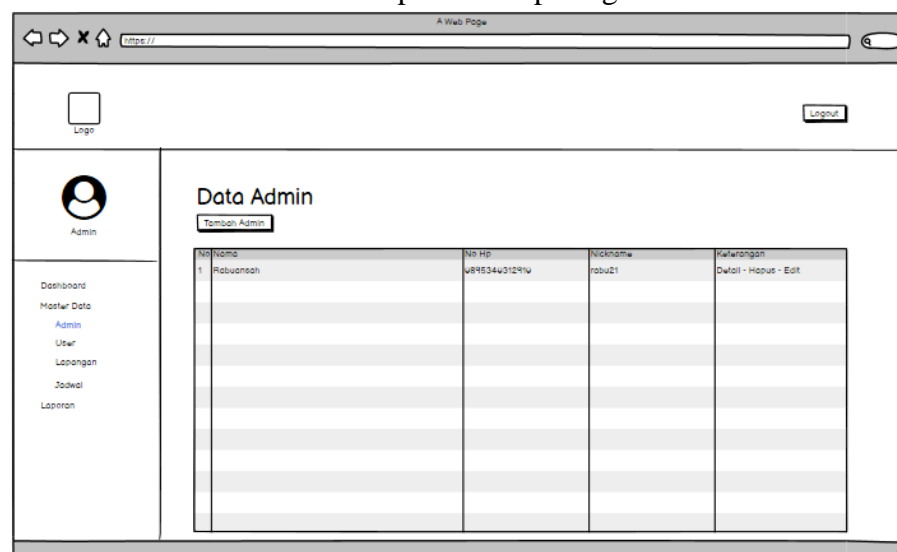 A Web Page
https://
Logo
Logout
Admin
Data Admin
Tambah Admin
No Nama No Hp Nickname Keterangan
1 Rabuansah 0895340312910 rabu21 Detail - Hapus - Edit
Dashboard
Master Data
Admin
User
Lapangan
Jadwal
Laporan